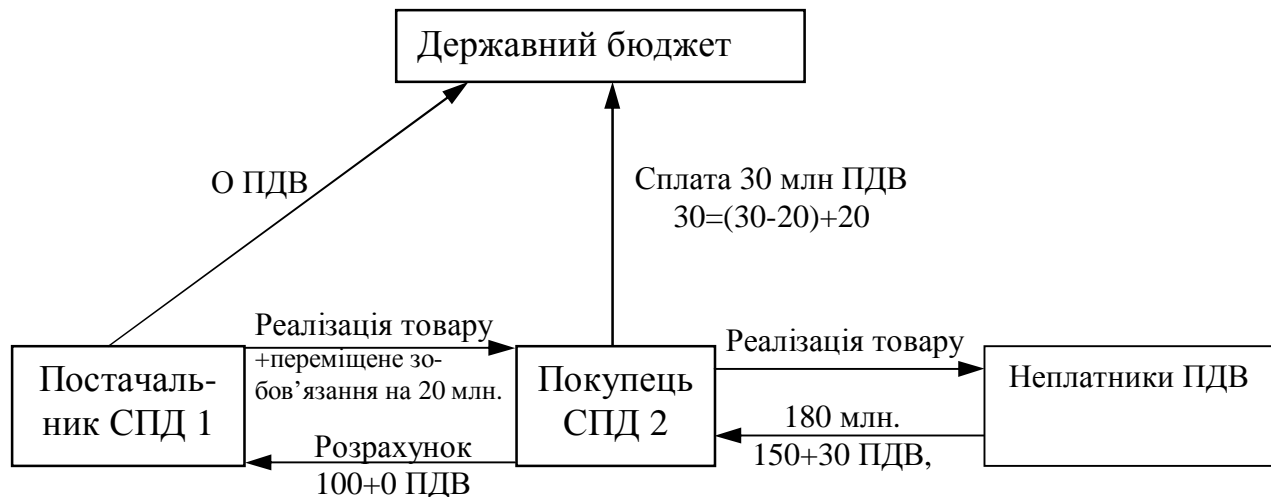 Державний бюджет
О ПДВ
Сплата 30 млн ПДВ
30=(30-20)+20
Реалізація товару
+переміщене зо-
бов’язання на 20 млн.
Реалізація товару
Постачаль-
ник СПД 1
Покупець
СПД 2
Неплатники ПДВ
Розрахунок
100+0 ПДВ
180 млн.
150+30 ПДВ,